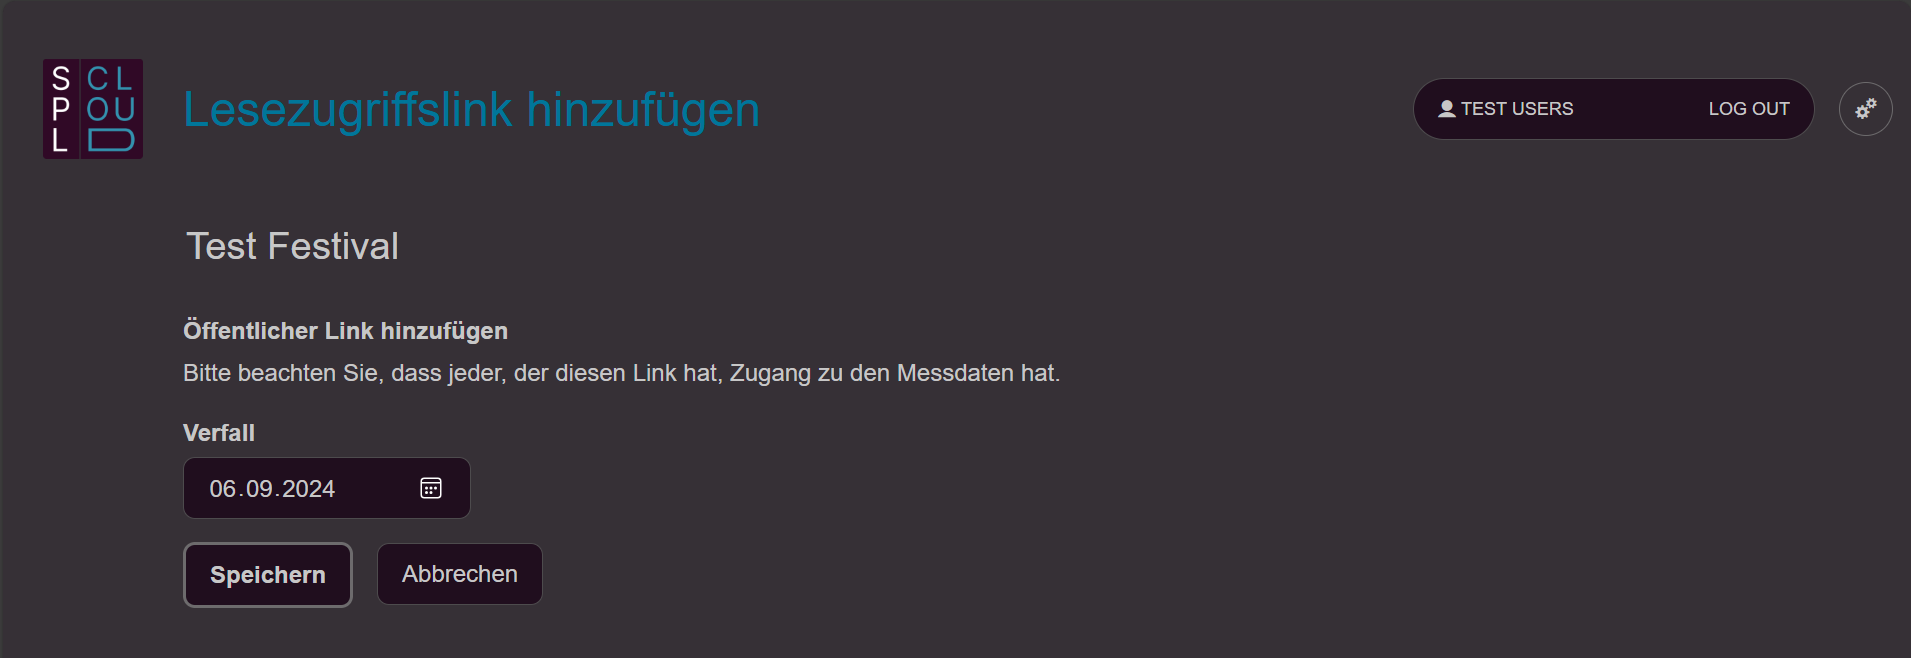 S CL
P OU
L D
Lesezugriffslink hinzufügen
TEST USERS
LOG OUT
Test Festival
Öffentlicher Link hinzufügen
Bitte beachten Sie, dass jeder, der diesen Link hat, Zugang zu den Messdaten hat.
Verfall
06.09.2024
Speichern
Abbrechen